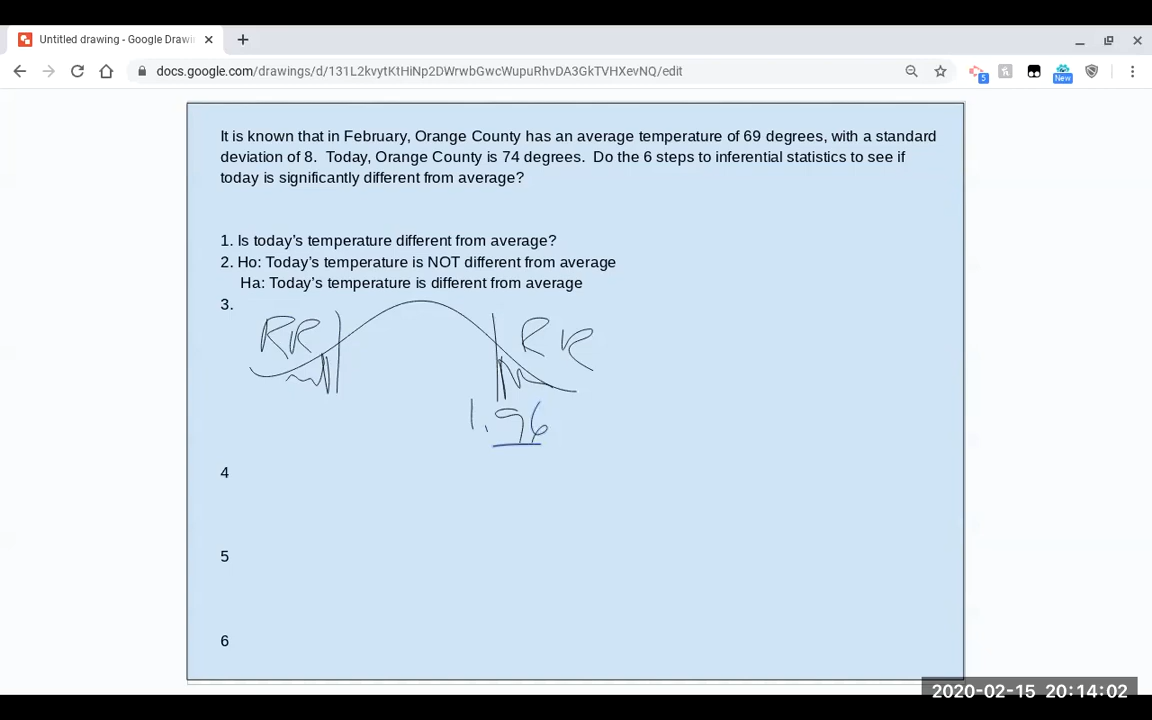 Untitled drawing - Google Drawi
docs.google.com/drawings/d/131L2kvytKtHiNp2DWrwbGwcWupuRhvDA3GkTVHXevNQ/edit
5
New
It is known that in February, Orange County has an average temperature of 69 degrees, with a standard
deviation of 8. Today, Orange County is 74 degrees. Do the 6 steps to inferential statistics to see if
today is significantly different from average?
1. Is today's temperature different from average?
2. Ho: Today's temperature is NOT different from average
Ha: Today's temperature is different from average
3.
RR RR
1.96
4
5
6
2020-02-15 20:14:02